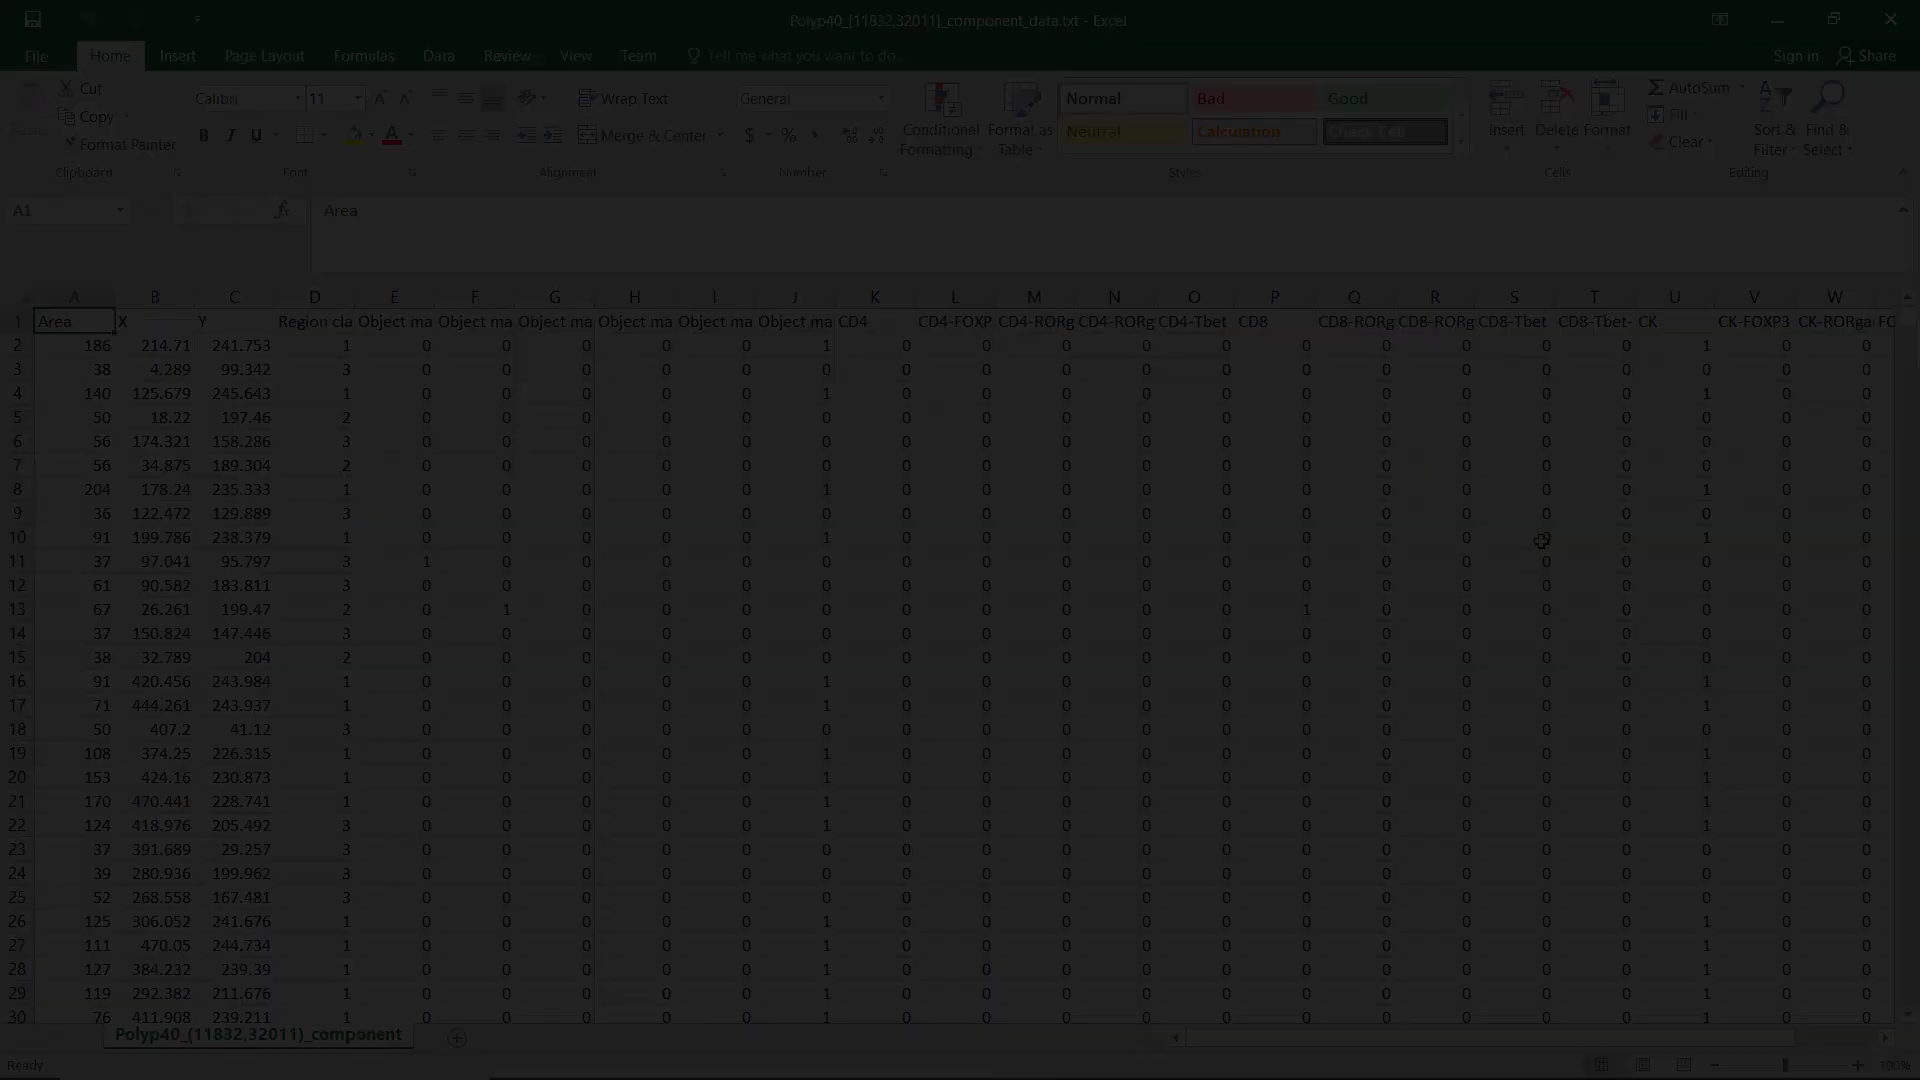 Polyp40_[11832,32011]_component_data.txt - Excel
File Home Insert Page Layout Formulas Data Review View Team Tell me what you want to do... Sign in Share
Cut
Copy
Format Painter
Clipboard
Calibri 11
B I U
Font
Wrap Text
Merge & Center
Alignment
General
$ % ,
Number
Conditional Formatting
Format as Table
Normal Bad Good
Neutral Calculation Check Cell
Styles
Insert Delete Format
Cells
AutoSum
Fill
Clear
Sort & Filter
Find & Select
Editing
A1 fx Area
A B C D E F G H I J K L M N O P Q R S T U V W
1 Area X Y Region cla Object ma Object ma Object ma Object ma Object ma Object ma CD4 CD4-FOXP CD4-RORg CD4-RORg CD4-Tbet CD8 CD8-RORg CD8-RORg CD8-Tbet CD8-Tbet- CK CK-FOXP3 CK-RORga FC
2 186 214.71 241.753 1 0 0 0 0 0 1 0 0 0 0 0 0 0 0 0 0 1 0 0
3 38 4.289 99.342 3 0 0 0 0 0 0 0 0 0 0 0 0 0 0 0 0 0 0 0
4 140 125.679 245.643 1 0 0 0 0 0 1 0 0 0 0 0 0 0 0 0 0 1 0 0
5 50 18.22 197.46 2 0 0 0 0 0 0 0 0 0 0 0 0 0 0 0 0 0 0 0
6 56 174.321 158.286 3 0 0 0 0 0 0 0 0 0 0 0 0 0 0 0 0 0 0 0
7 56 34.875 189.304 2 0 0 0 0 0 0 0 0 0 0 0 0 0 0 0 0 0 0 0
8 204 178.24 235.333 1 0 0 0 0 0 1 0 0 0 0 0 0 0 0 0 0 1 0 0
9 36 122.472 129.889 3 0 0 0 0 0 0 0 0 0 0 0 0 0 0 0 0 0 0 0
10 91 199.786 238.379 1 0 0 0 0 0 1 0 0 0 0 0 0 0 0 0 0 1 0 0
11 37 97.041 95.797 3 1 0 0 0 0 0 0 0 0 0 0 0 0 0 0 0 0 0 0
12 61 90.582 183.811 3 0 0 0 0 0 0 0 0 0 0 0 0 0 0 0 0 0 0 0
13 67 26.261 199.47 2 0 1 0 0 0 0 0 0 0 0 0 1 0 0 0 0 0 0 0
14 37 150.824 147.446 3 0 0 0 0 0 0 0 0 0 0 0 0 0 0 0 0 0 0 0
15 38 32.789 204 2 0 0 0 0 0 0 0 0 0 0 0 0 0 0 0 0 0 0 0
16 91 420.456 243.984 1 0 0 0 0 0 1 0 0 0 0 0 0 0 0 0 0 1 0 0
17 71 444.261 243.937 1 0 0 0 0 0 1 0 0 0 0 0 0 0 0 0 0 1 0 0
18 50 407.2 41.12 3 0 0 0 0 0 0 0 0 0 0 0 0 0 0 0 0 0 0 0
19 108 374.25 226.315 1 0 0 0 0 0 1 0 0 0 0 0 0 0 0 0 0 1 0 0
20 153 424.16 230.873 1 0 0 0 0 0 1 0 0 0 0 0 0 0 0 0 0 1 0 0
21 170 470.441 228.741 1 0 0 0 0 0 1 0 0 0 0 0 0 0 0 0 0 1 0 0
22 124 418.976 205.492 3 0 0 0 0 0 1 0 0 0 0 0 0 0 0 0 0 1 0 0
23 37 391.689 29.257 3 0 0 0 0 0 0 0 0 0 0 0 0 0 0 0 0 0 0 0
24 39 280.936 199.962 3 0 0 0 0 0 0 0 0 0 0 0 0 0 0 0 0 0 0 0
25 52 268.558 167.481 3 0 0 0 0 0 0 0 0 0 0 0 0 0 0 0 0 0 0 0
26 125 306.052 241.676 1 0 0 0 0 0 1 0 0 0 0 0 0 0 0 0 0 1 0 0
27 111 470.05 244.734 1 0 0 0 0 0 1 0 0 0 0 0 0 0 0 0 0 1 0 0
28 127 384.232 239.39 1 0 0 0 0 0 1 0 0 0 0 0 0 0 0 0 0 1 0 0
29 119 292.382 211.676 1 0 0 0 0 0 1 0 0 0 0 0 0 0 0 0 0 1 0 0
30 76 411.908 239.211 1 0 0 0 0 0 1 0 0 0 0 0 0 0 0 0 0 1 0 0
Polyp40_(11832,32011)_component
Ready 100%